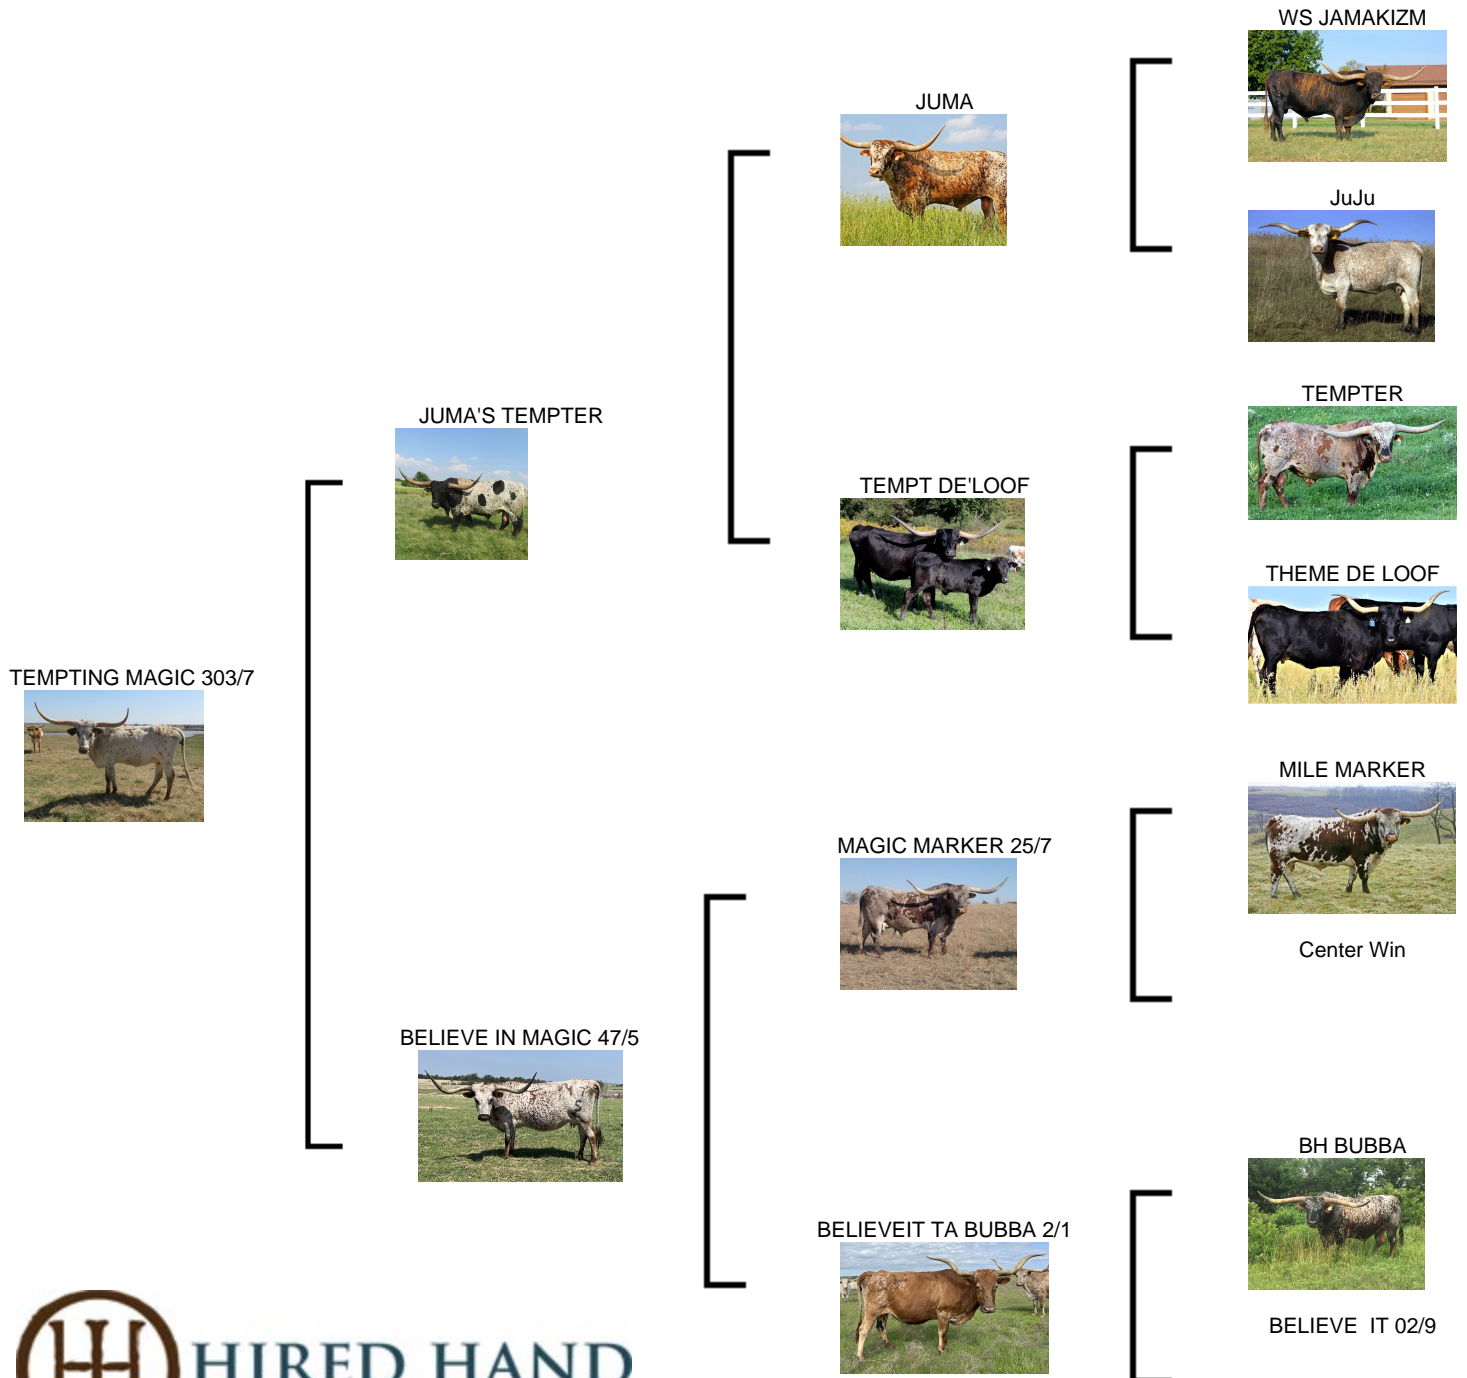 WS JAMAKIZM
JUMA
JuJu
TEMPTER
JUMA'S TEMPTER
TEMPT DE'LOOF
THEME DE LOOF
TEMPTING MAGIC 303/7
MILE MARKER
MAGIC MARKER 25/7
Center Win
BELIEVE IN MAGIC 47/5
BH BUBBA
BELIEVEIT TA BUBBA 2/1
BELIEVE  IT 02/9
HIRED HAND